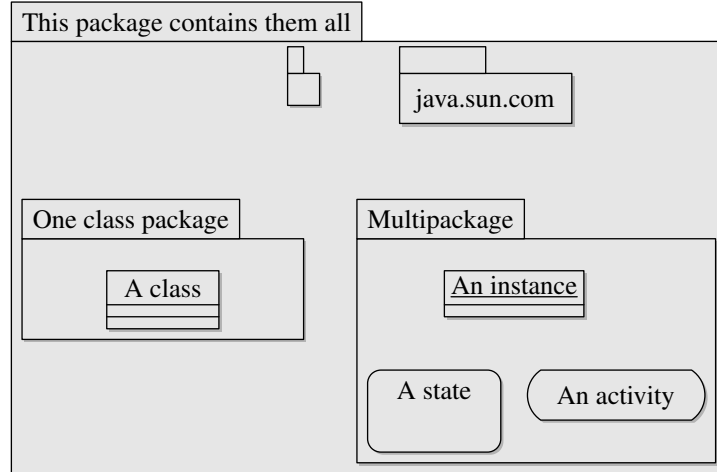 This package contains them all
java.sun.com
One class package
Multipackage
A class
An instance
A state
An activity